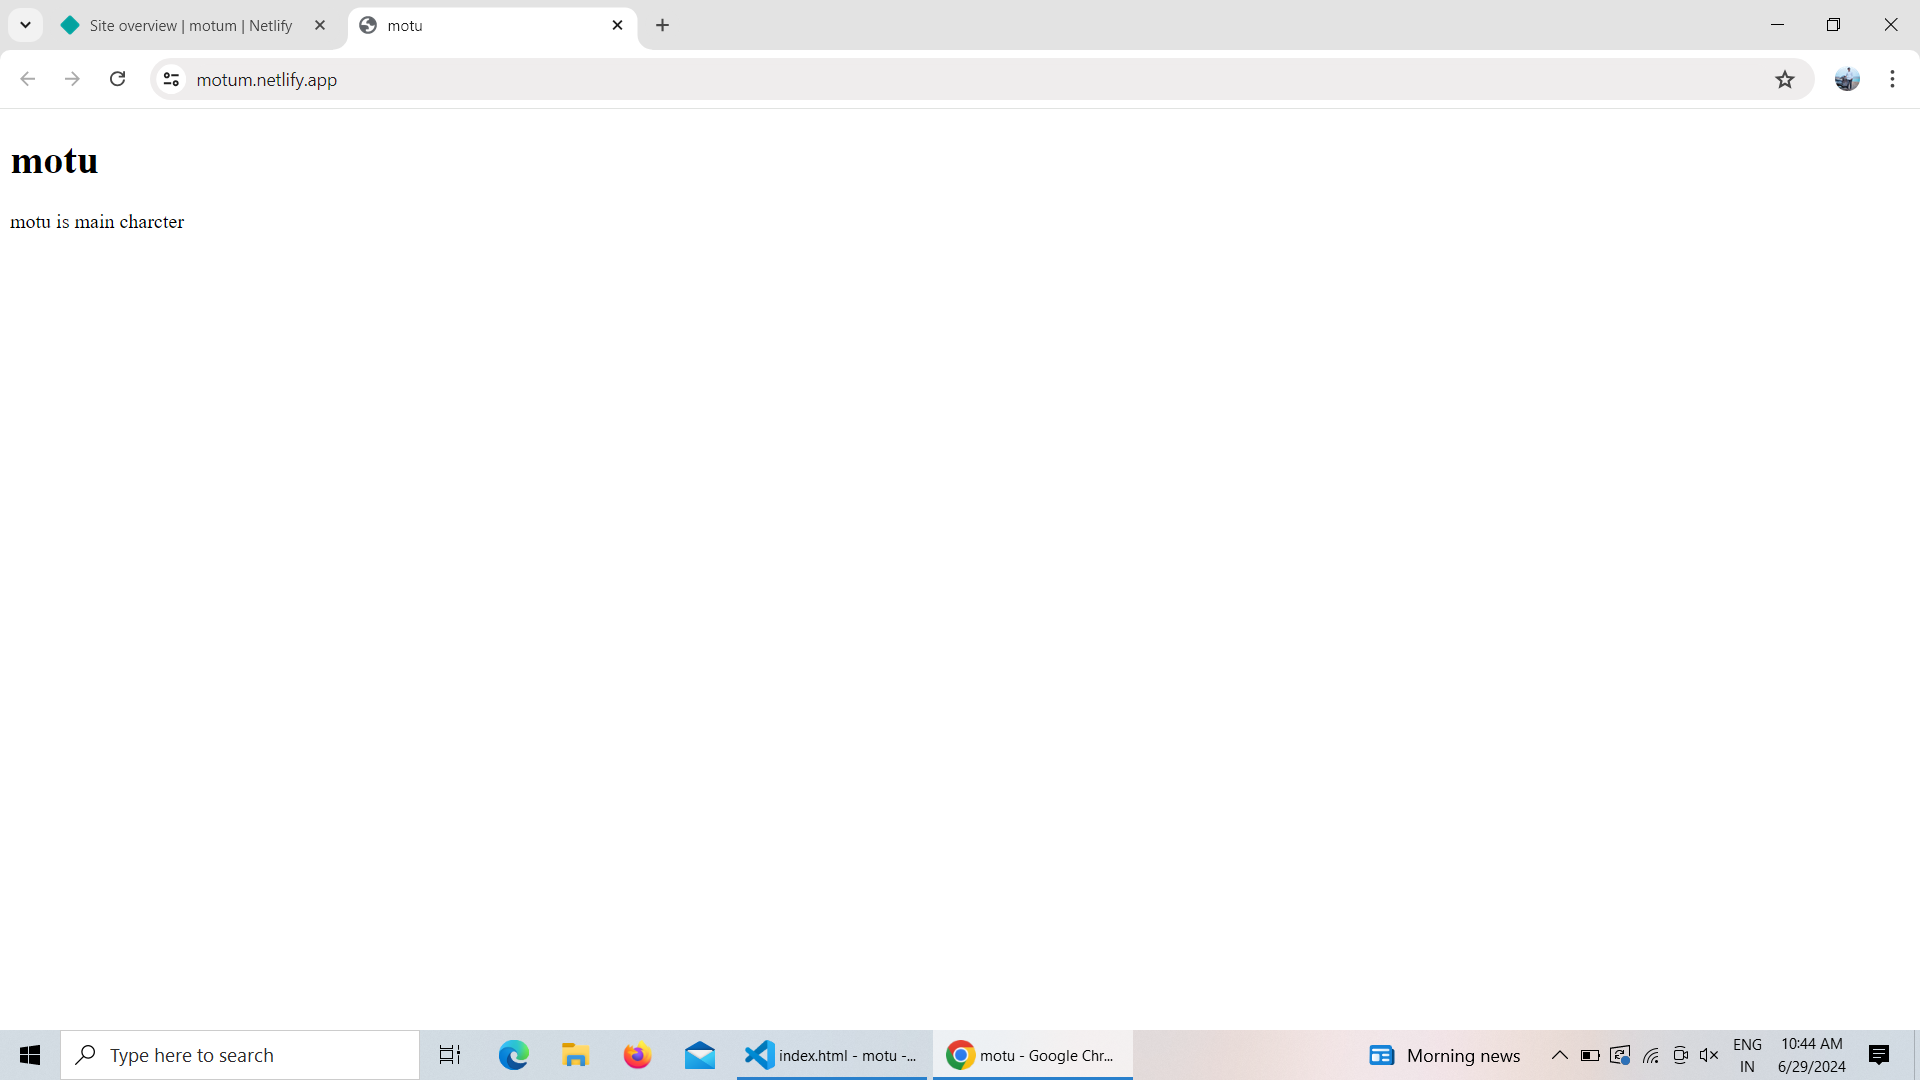 Site overview | motum | Netlify
motu
motum.netlify.app
motu
motu is main charcter
Type here to search
index.html - motu -...
motu - Google Chr...
Morning news
ENG
IN
10:44 AM
6/29/2024